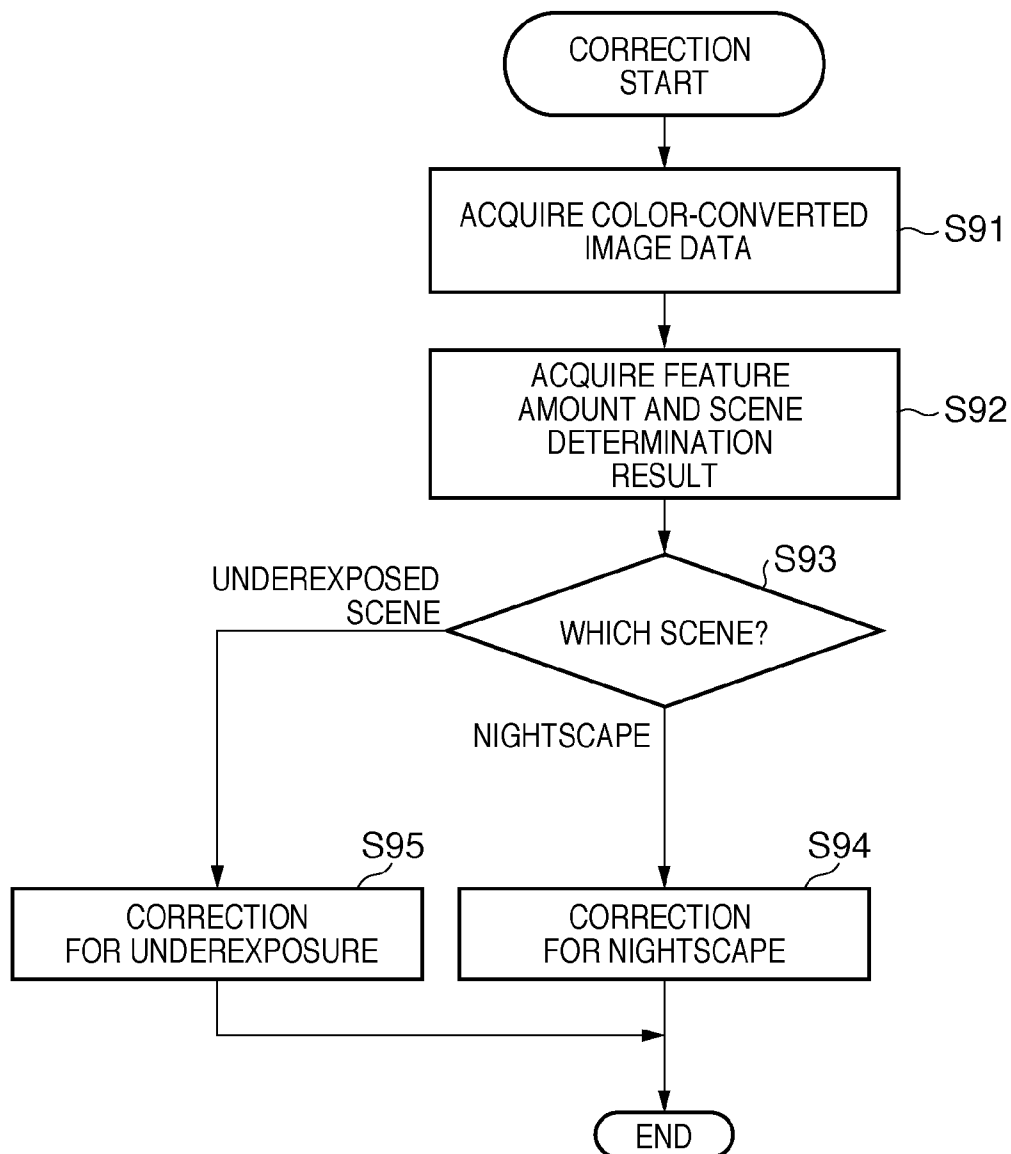 CORRECTION
START
ACQUIRE COLOR-CONVERTED
IMAGE DATA
S91
ACQUIRE FEATURE
AMOUNT AND SCENE
DETERMINATION
RESULT
S92
S93
UNDEREXPOSED
SCENE
WHICH SCENE?
NIGHTSCAPE
S95
S94
CORRECTION
FOR UNDEREXPOSURE
CORRECTION
FOR NIGHTSCAPE
END